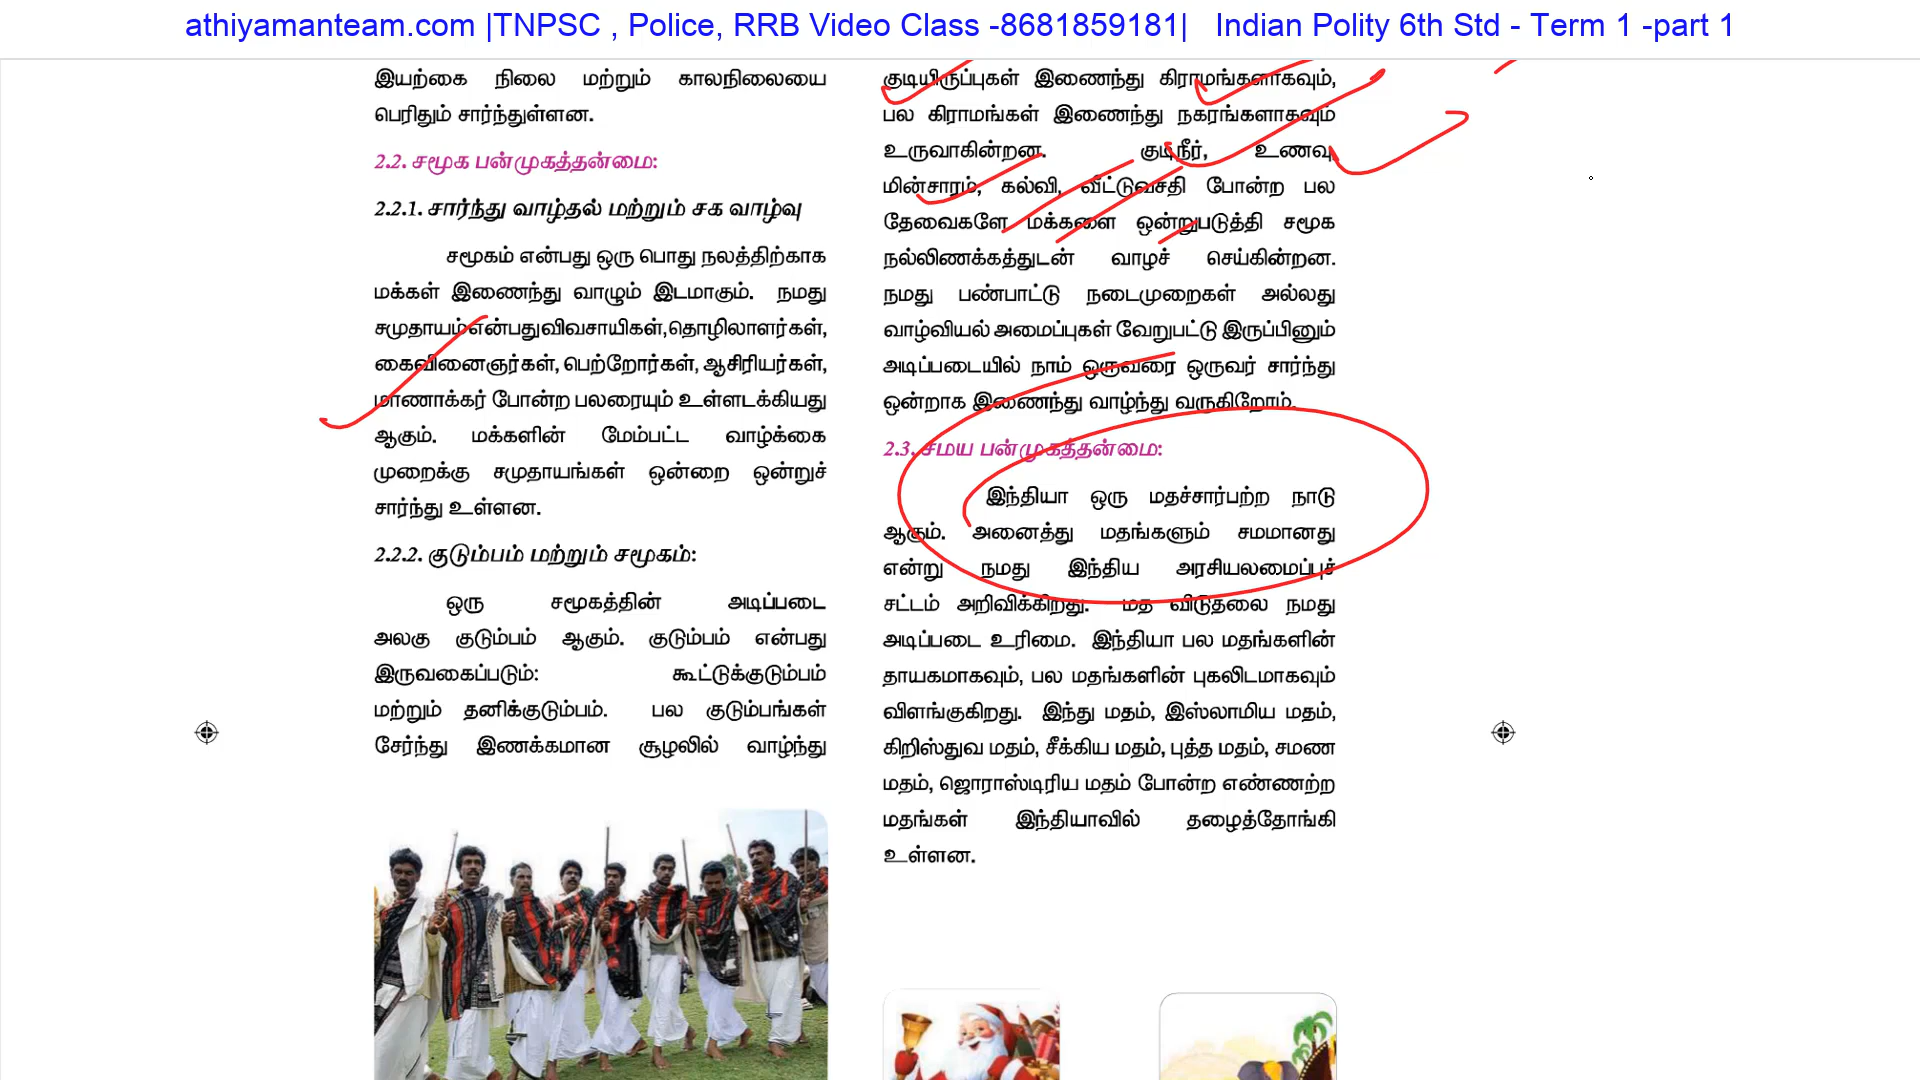 athiyamanteam.com |TNPSC , Police, RRB Video Class -8681859181|   Indian Polity 6th Std - Term 1 -part 1
இயற்கை நிலை மற்றும் காலநிலையை
பெரிதும் சார்ந்துள்ளன.
2.2. சமூக பன்முகத்தன்மை:
2.2.1. சார்ந்து வாழ்தல் மற்றும் சக வாழ்வு
சமூகம் என்பது ஒரு பொது நலத்திற்காக
மக்கள் இணைந்து வாழும் இடமாகும். நமது
சமுதாயம்என்பதுவிவசாயிகள்,தொழிலாளர்கள்,
கைவினைஞர்கள், பெற்றோர்கள், ஆசிரியர்கள்,
மாணாக்கர் போன்ற பலரையும் உள்ளடக்கியது
ஆகும். மக்களின் மேம்பட்ட வாழ்க்கை
முறைக்கு சமுதாயங்கள் ஒன்றை ஒன்றுச்
சார்ந்து உள்ளன.
2.2.2. குடும்பம் மற்றும் சமூகம்:
ஒரு சமூகத்தின் அடிப்படை
அலகு குடும்பம் ஆகும். குடும்பம் என்பது
இருவகைப்படும்: கூட்டுக்குடும்பம்
மற்றும் தனிக்குடும்பம். பல குடும்பங்கள்
சேர்ந்து இணக்கமான சூழலில் வாழ்ந்து
குடியிருப்புகள் இணைந்து கிராமங்களாகவும்,
பல கிராமங்கள் இணைந்து நகரங்களாகவும்
உருவாகின்றன. குடிநீர், உணவு,
மின்சாரம், கல்வி, வீட்டுவசதி போன்ற பல
தேவைகளே மக்களை ஒன்றுபடுத்தி சமூக
நல்லிணக்கத்துடன் வாழச் செய்கின்றன.
நமது பண்பாட்டு நடைமுறைகள் அல்லது
வாழ்வியல் அமைப்புகள் வேறுபட்டு இருப்பினும்
அடிப்படையில் நாம் ஒருவரை ஒருவர் சார்ந்து
ஒன்றாக இணைந்து வாழ்ந்து வருகிறோம்.
2.3. சமய பன்முகத்தன்மை:
இந்தியா ஒரு மதச்சார்பற்ற நாடு
ஆகும். அனைத்து மதங்களும் சமமானது
என்று நமது இந்திய அரசியலமைப்புச்
சட்டம் அறிவிக்கிறது. மத விடுதலை நமது
அடிப்படை உரிமை. இந்தியா பல மதங்களின்
தாயகமாகவும், பல மதங்களின் புகலிடமாகவும்
விளங்குகிறது. இந்து மதம், இஸ்லாமிய மதம்,
கிறிஸ்துவ மதம், சீக்கிய மதம், புத்த மதம், சமண
மதம், ஜொராஸ்டிரிய மதம் போன்ற எண்ணற்ற
மதங்கள் இந்தியாவில் தழைத்தோங்கி
உள்ளன.